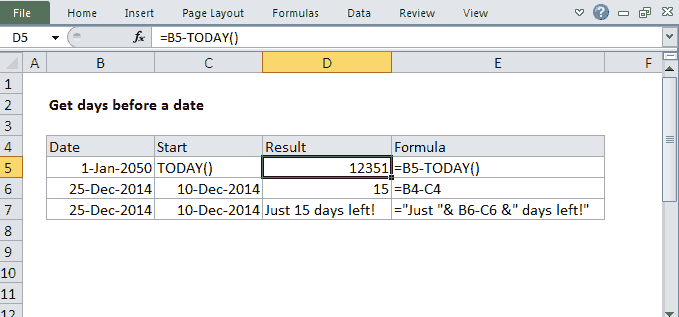 File Home Insert Page Layout Formulas Data Review View
D5 fx =B5-TODAY()
A B C D E F
1
2 Get days before a date
3
4 Date Start Result Formula
5 1-Jan-2050 TODAY() 12351 =B5-TODAY()
6 25-Dec-2014 10-Dec-2014 15 =B4-C4
7 25-Dec-2014 10-Dec-2014 Just 15 days left! ="Just "& B6-C6 &" days left!"
8
9
10
11
12